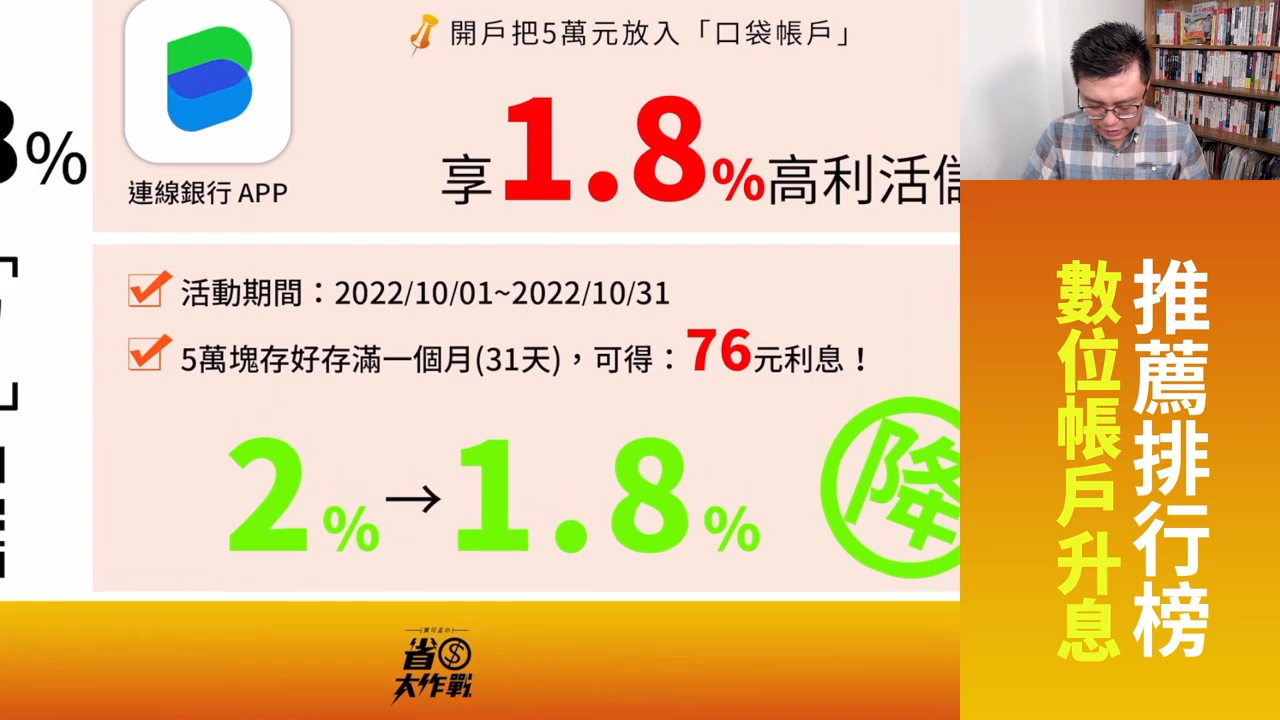 開戶把5萬元放入「口袋帳戶」
享1.8%高利活儲
%
連線銀行 APP
活動期間：2022/10/01~2022/10/31
5萬塊存好存滿一個月(31天)，可得：76元利息！
2%→1.8%
降
省$
大作戰
推薦排行榜
數位帳戶升息